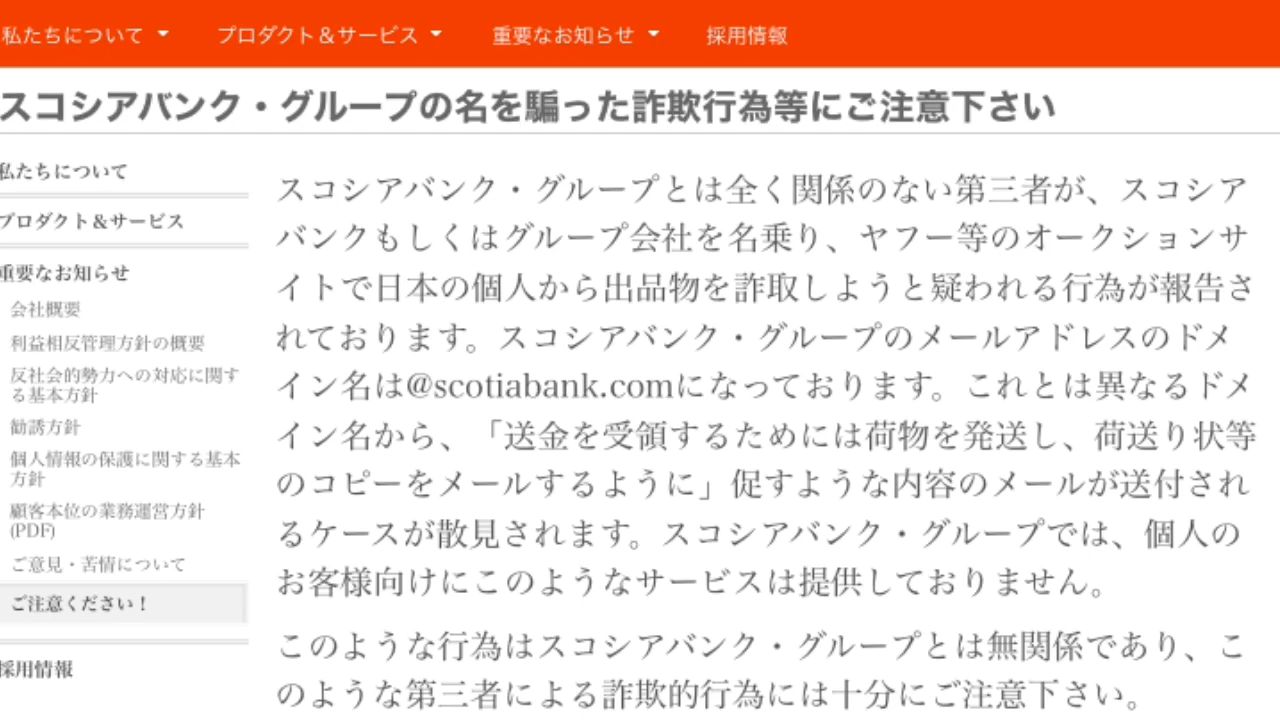 私たちについて プロダクト＆サービス 重要なお知らせ 採用情報
スコシアバンク・グループの名を騙った詐欺行為等にご注意下さい
私たちについて
プロダクト＆サービス
重要なお知らせ
会社概要
利益相反管理方針の概要
反社会的勢力への対応に関す
る基本方針
勧誘方針
個人情報の保護に関する基本
方針
顧客本位の業務運営方針
(PDF)
ご意見・苦情について
ご注意ください！
採用情報
スコシアバンク・グループとは全く関係のない第三者が、スコシア
バンクもしくはグループ会社を名乗り、ヤフー等のオークションサ
イトで日本の個人から出品物を詐取しようと疑われる行為が報告さ
れております。スコシアバンク・グループのメールアドレスのドメ
イン名は@scotiabank.comになっております。これとは異なるドメ
イン名から、「送金を受領するためには荷物を発送し、荷送り状等
のコピーをメールするように」促すような内容のメールが送付され
るケースが散見されます。スコシアバンク・グループでは、個人の
お客様向けにこのようなサービスは提供しておりません。
このような行為はスコシアバンク・グループとは無関係であり、こ
のような第三者による詐欺的行為には十分にご注意下さい。